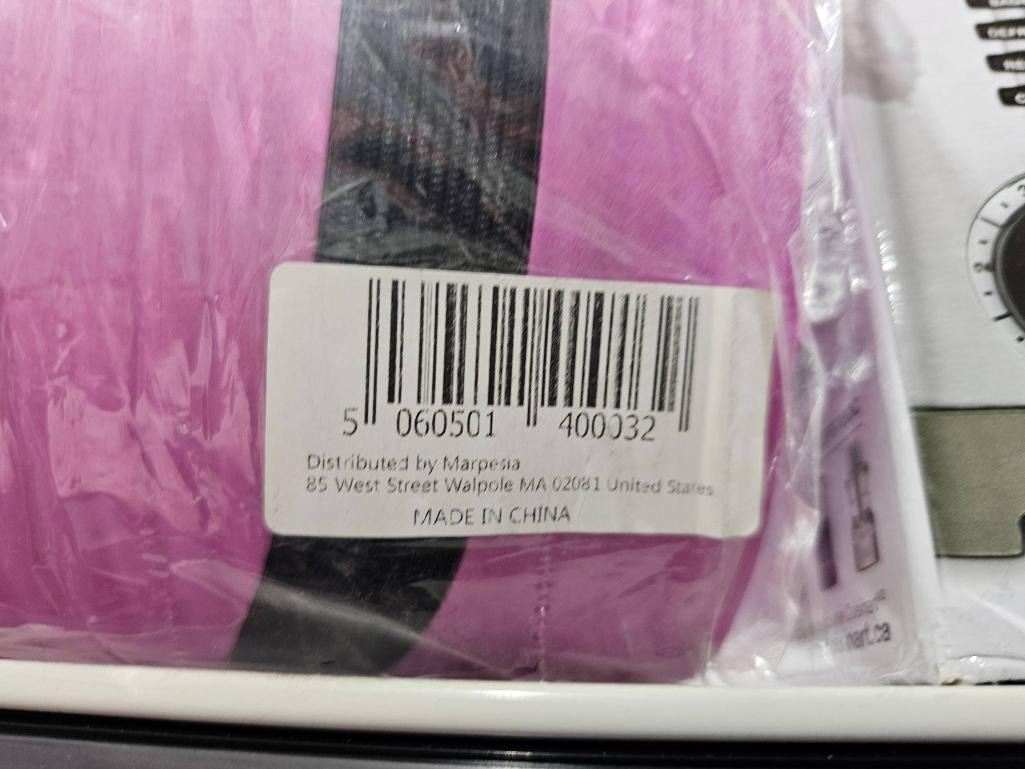 5 060501 400032
Distributed by Marpesia
85 West Street Walpole MA 02081 United States
MADE IN CHINA